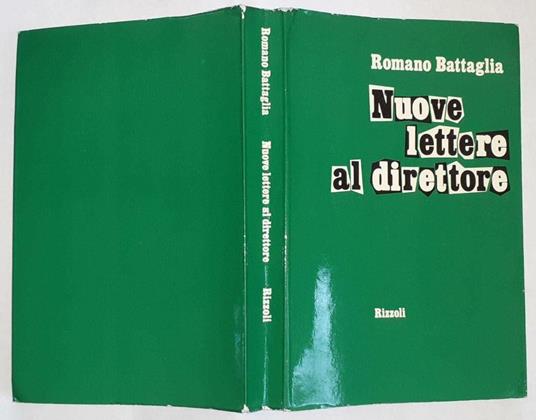 Romano Battaglia
Nuove lettere al direttore
Rizzoli
Romano Battaglia
Nuove
lettere
al direttore
Rizzoli